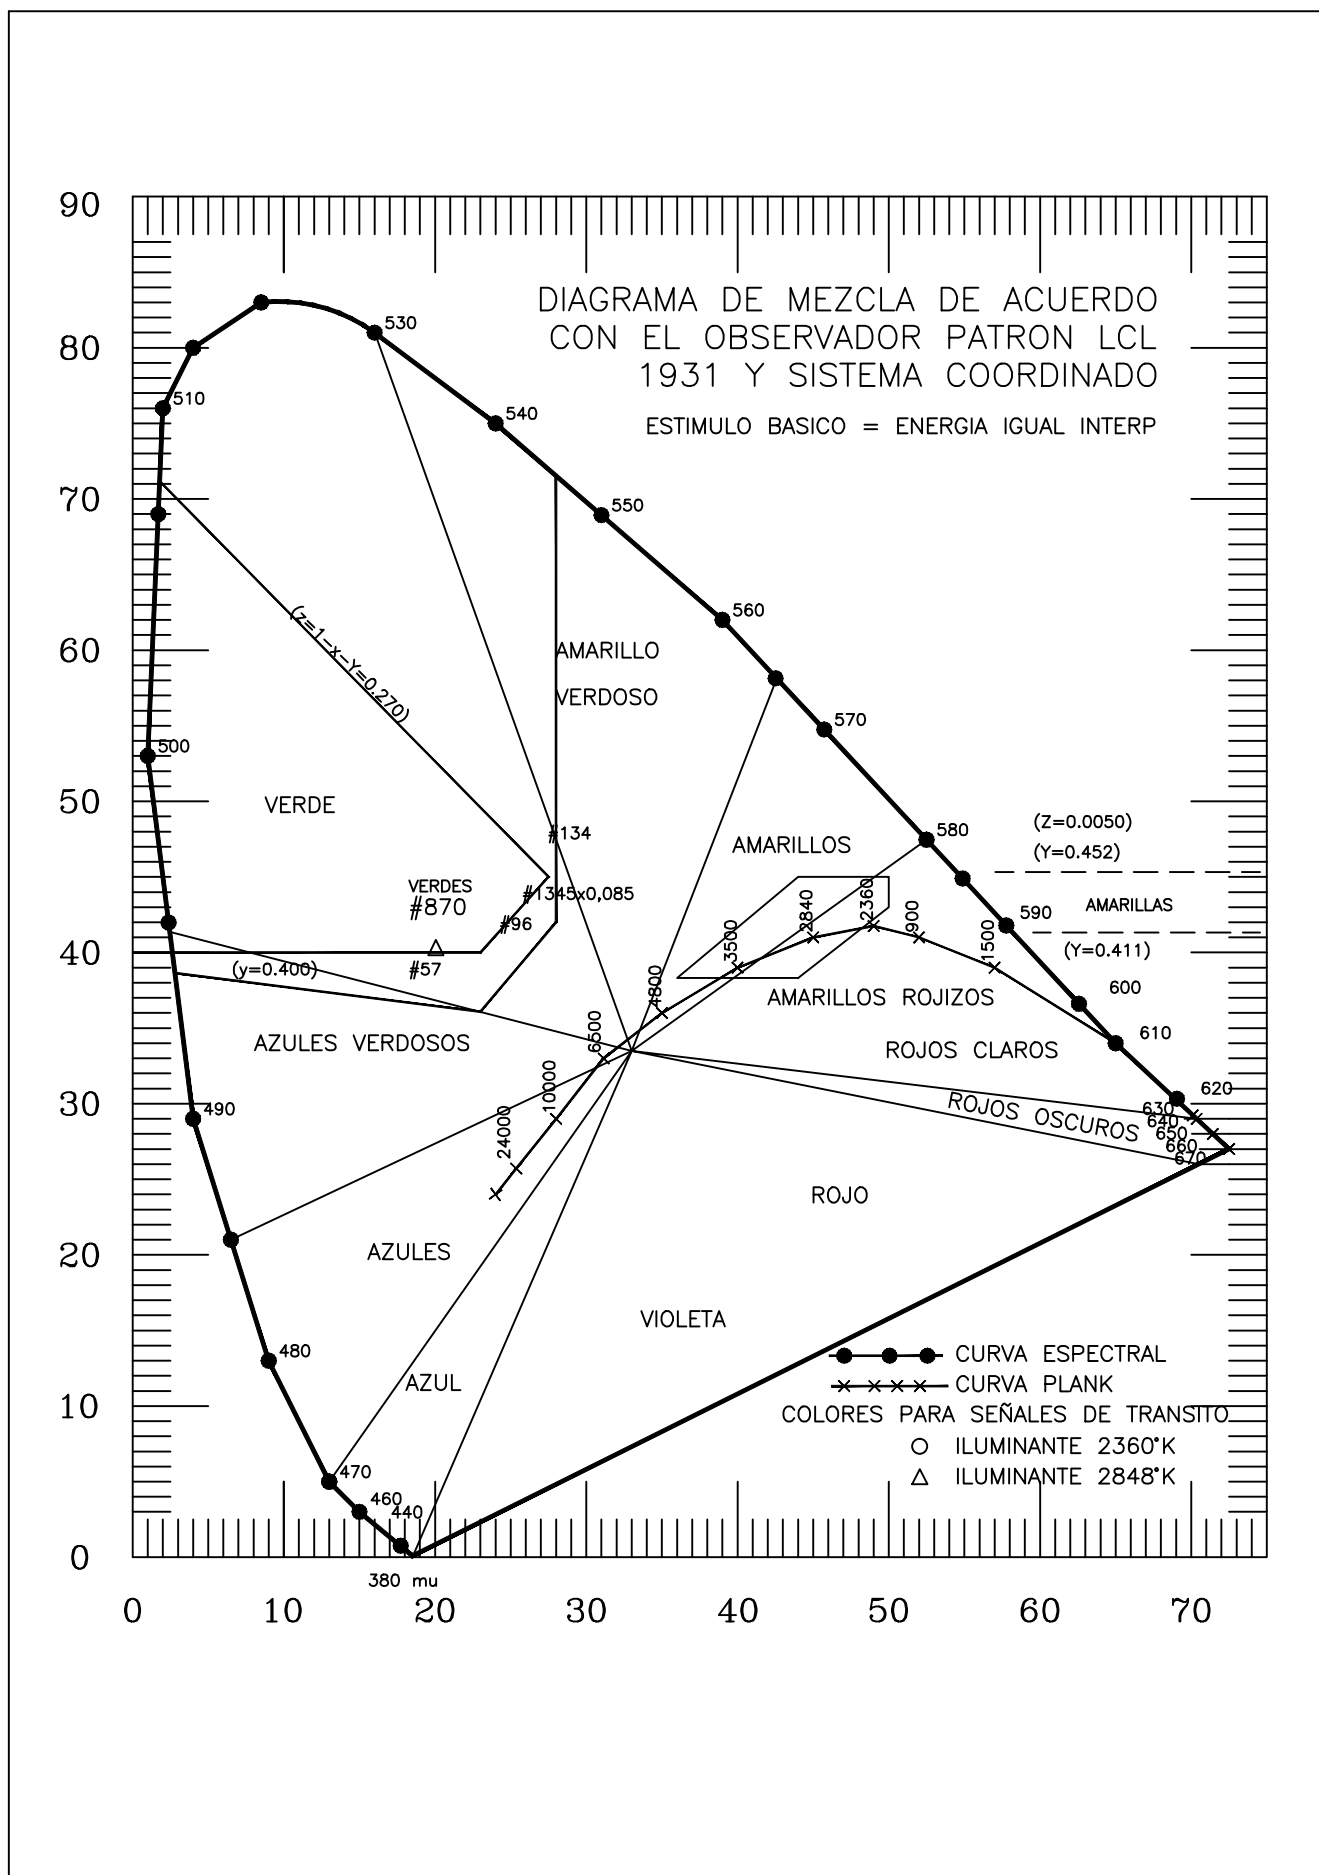 90
80
70
60
50
40
30
20
10
0
0
10
20
30
40
50
60
70
DIAGRAMA DE MEZCLA DE ACUERDO
CON EL OBSERVADOR PATRON LCL
1931 Y SISTEMA COORDINADO
ESTIMULO BASICO = ENERGIA IGUAL INTERP
530
510
540
550
560
570
580
590
600
610
620
630
640
650
660
670
500
490
480
470
460
440
380 mu
(z=1-x-Y=0.270)
AMARILLO
VERDOSO
VERDE
#134
VERDES
#870
#1345x0,085
#96
(y=0.400)
#57
AZULES VERDOSOS
AMARILLOS
(Z=0.0050)
(Y=0.452)
AMARILLAS
(Y=0.411)
24000
10000
6500
4800
3500
2840
2360
900
1500
AMARILLOS ROJIZOS
ROJOS CLAROS
ROJOS OSCUROS
ROJO
AZULES
VIOLETA
AZUL
CURVA ESPECTRAL
CURVA PLANK
COLORES PARA SEÑALES DE TRANSITO
ILUMINANTE 2360°K
ILUMINANTE 2848°K